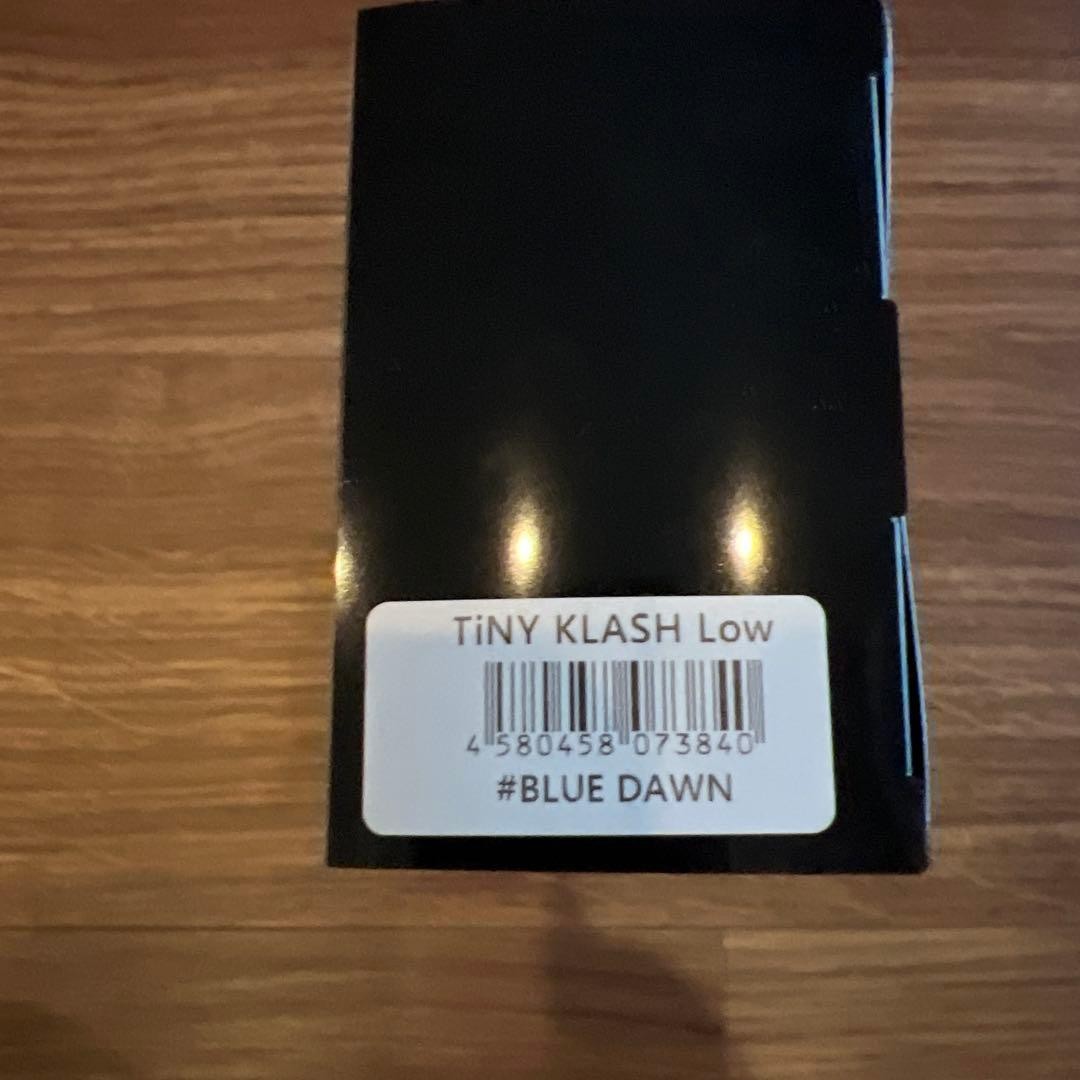 TiNY KLASH Low
4 580458 073840
#BLUE DAWN